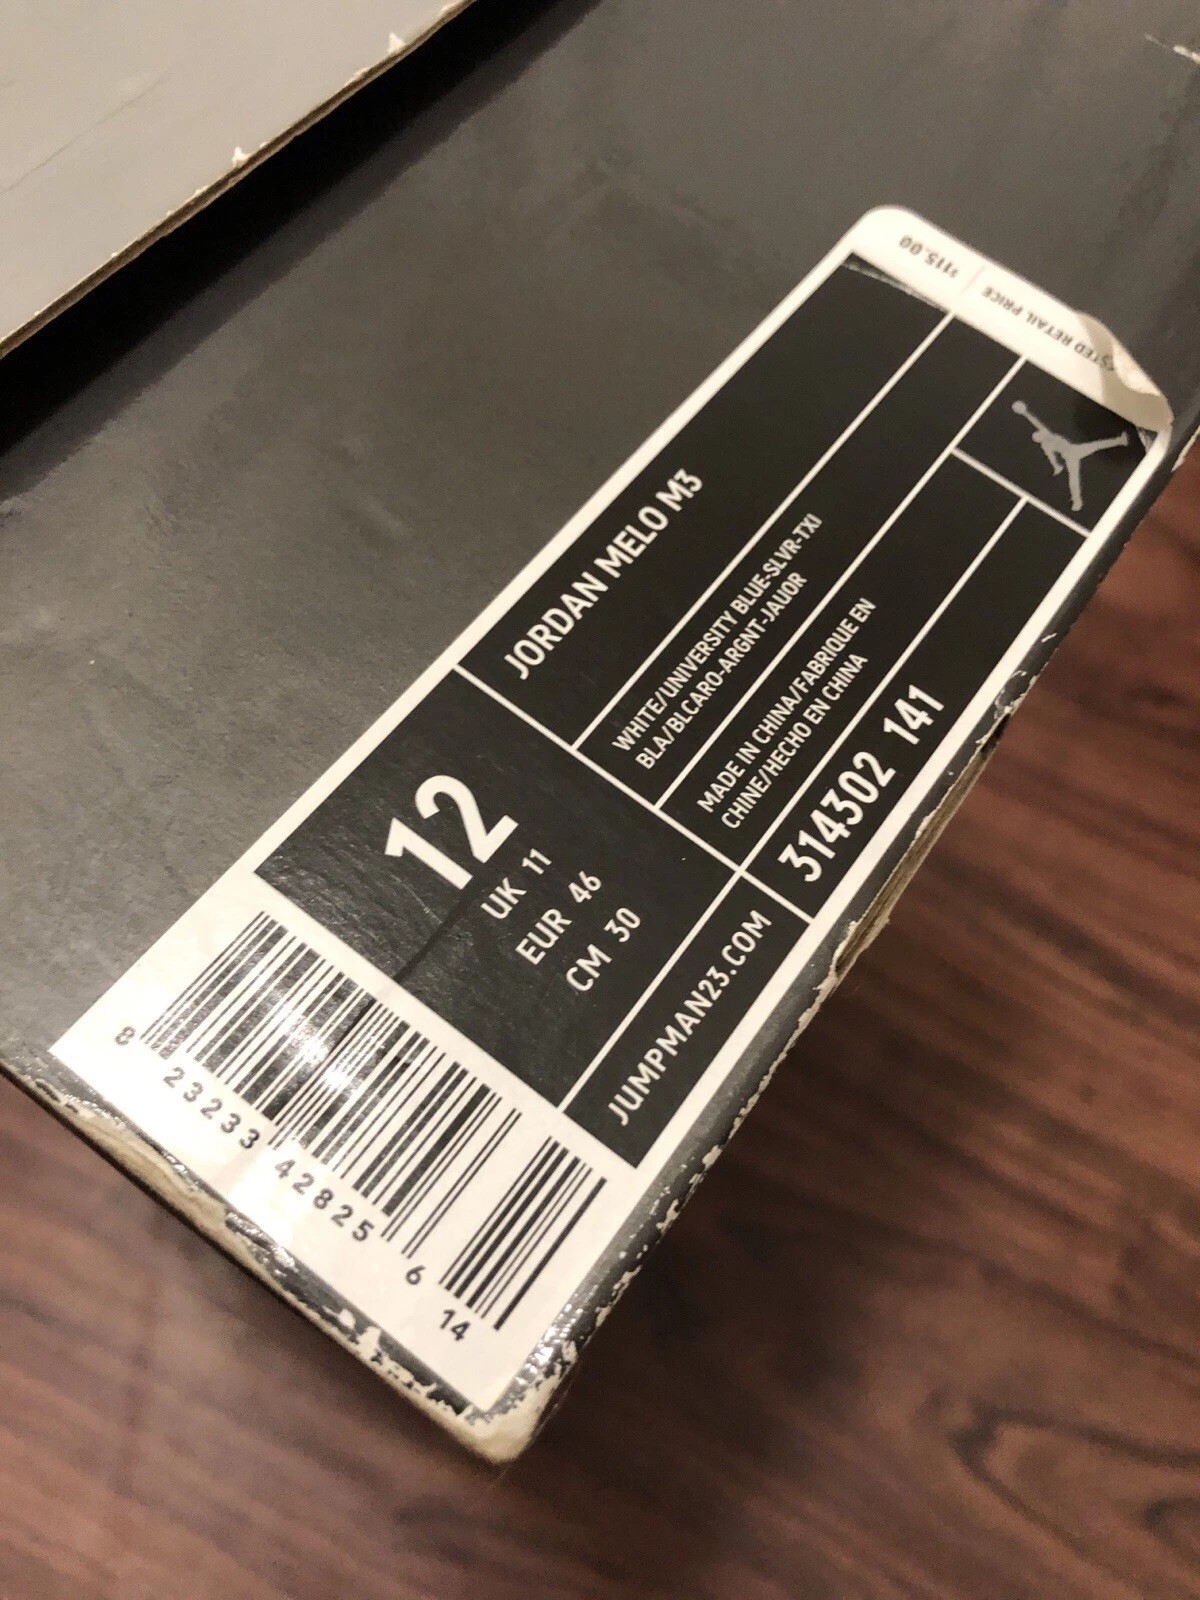 STED RETAIL PRICE | $115.00
JORDAN MELO M3
WHITE/UNIVERSITY BLUE-SLVR-TXI
BLA/BLCARO-ARGNT-JAUOR
MADE IN CHINA/FABRIQUE EN
CHINE/HECHO EN CHINA
314302 141
12
UK 11
EUR 46
CM 30
JUMPMAN23.COM
8 23233 42825 6
14